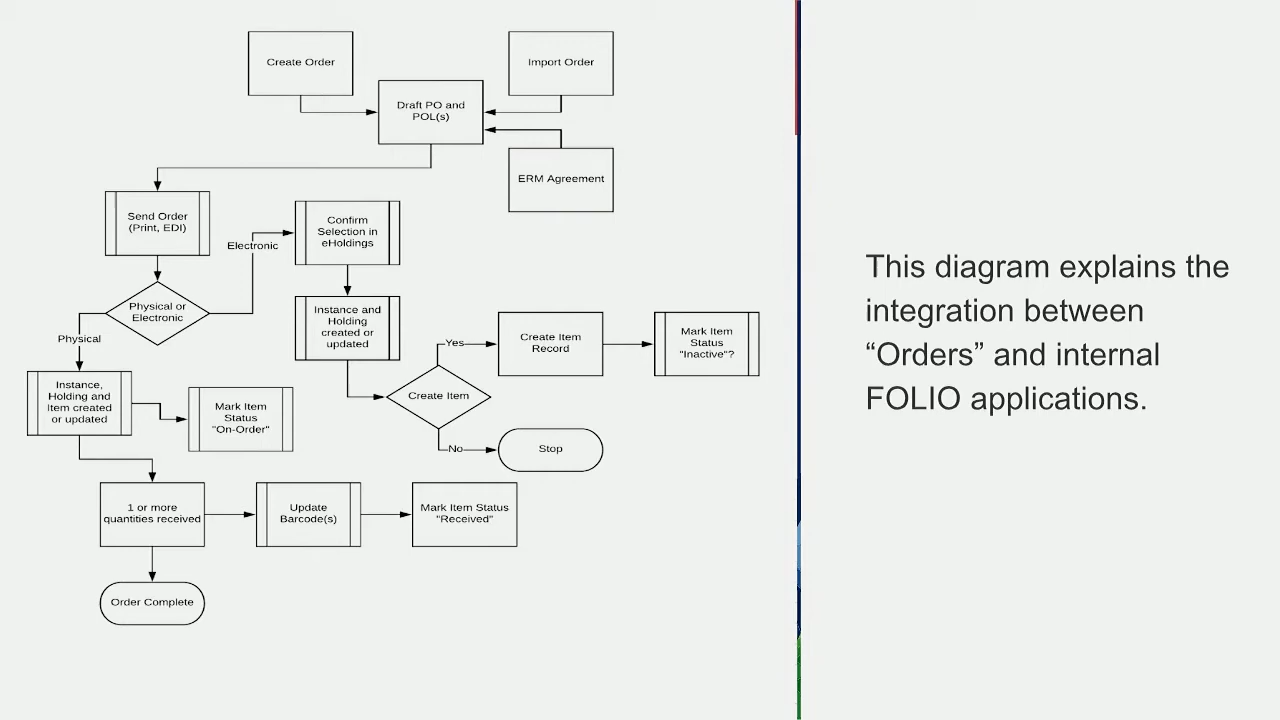 Create Order
Import Order
Draft PO and
POL(s)
ERM Agreement
Send Order
(Print, EDI)
Confirm
Selection in
eHoldings
Electronic
Physical or
Electronic
Instance and
Holding
created or
updated
Physical
Yes
Create Item
Record
Mark Item
Status
"Inactive"?
Instance,
Holding and
Item created
or updated
Mark Item
Status
"On-Order"
Create Item
No
Stop
1 or more
quantities received
Update
Barcode(s)
Mark Item Status
"Received"
Order Complete
This diagram explains the
integration between
“Orders” and internal
FOLIO applications.